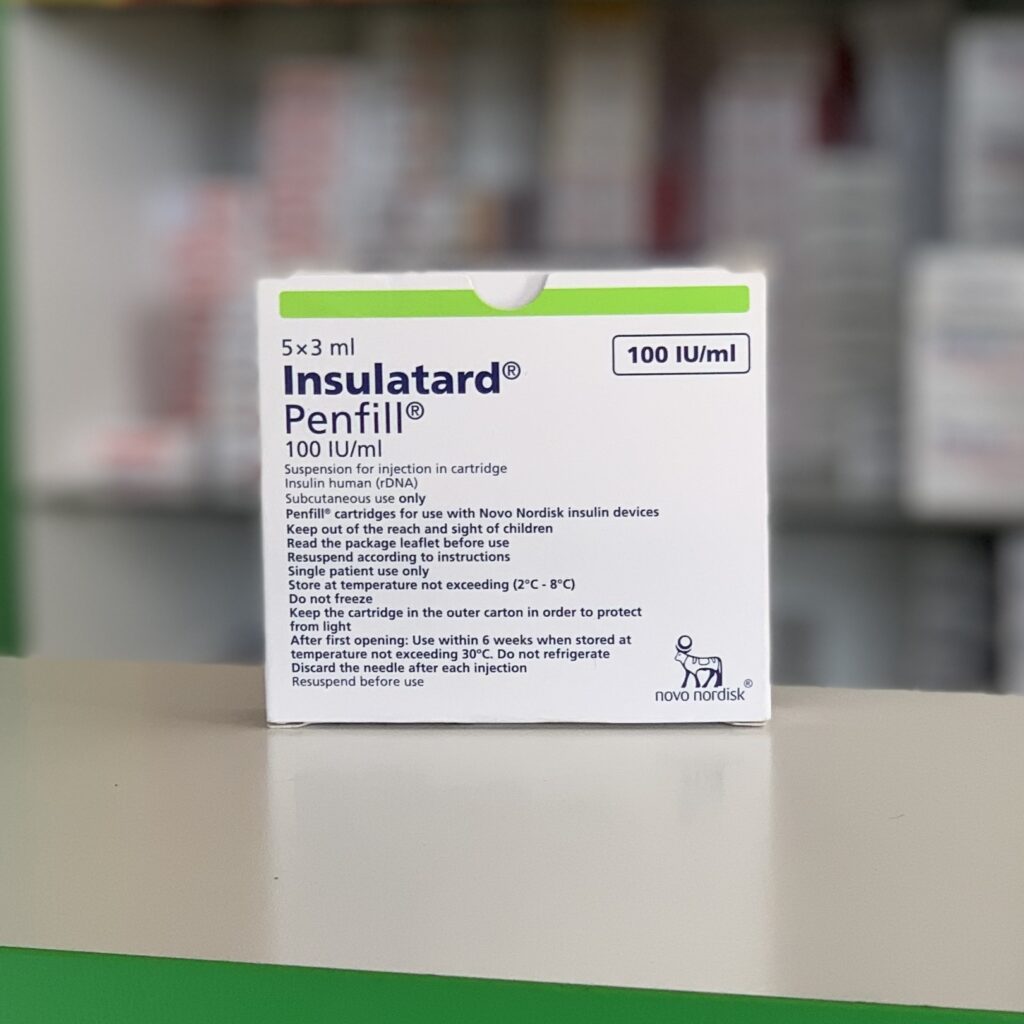 5×3 ml
100 IU/ml
Insulatard®
Penfill®
100 IU/ml
Suspension for injection in cartridge
Insulin human (rDNA)
Subcutaneous use only
Penfill® cartridges for use with Novo Nordisk insulin devices
Keep out of the reach and sight of children
Read the package leaflet before use
Resuspend according to instructions
Single patient use only
Store at temperature not exceeding (2°C - 8°C)
Do not freeze
Keep the cartridge in the outer carton in order to protect
from light
After first opening: Use within 6 weeks when stored at
temperature not exceeding 30°C. Do not refrigerate
Discard the needle after each injection
Resuspend before use
novo nordisk®